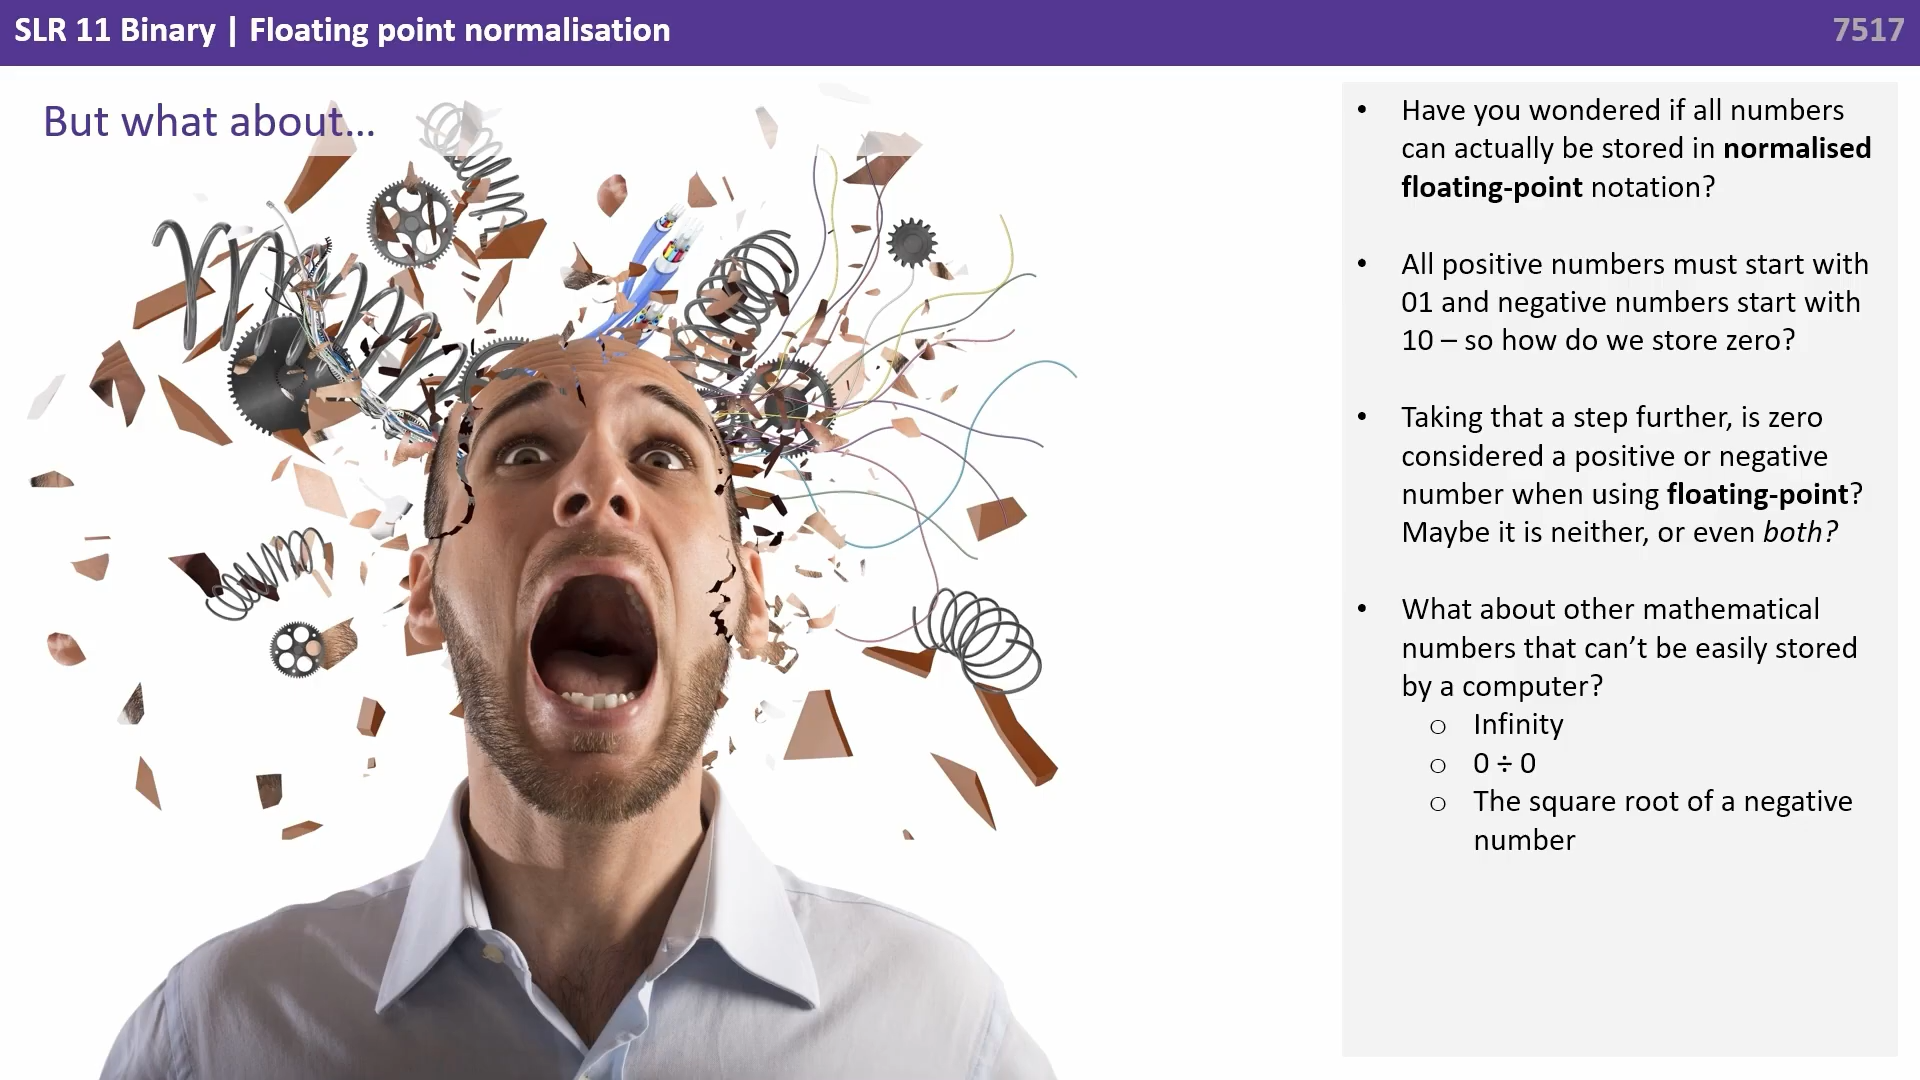 SLR 11 Binary | Floating point normalisation
7517
But what about...
• Have you wondered if all numbers
can actually be stored in normalised
floating-point notation?
• All positive numbers must start with
01 and negative numbers start with
10 – so how do we store zero?
• Taking that a step further, is zero
considered a positive or negative
number when using floating-point?
Maybe it is neither, or even both?
• What about other mathematical
numbers that can’t be easily stored
by a computer?
o Infinity
o 0 ÷ 0
o The square root of a negative
number